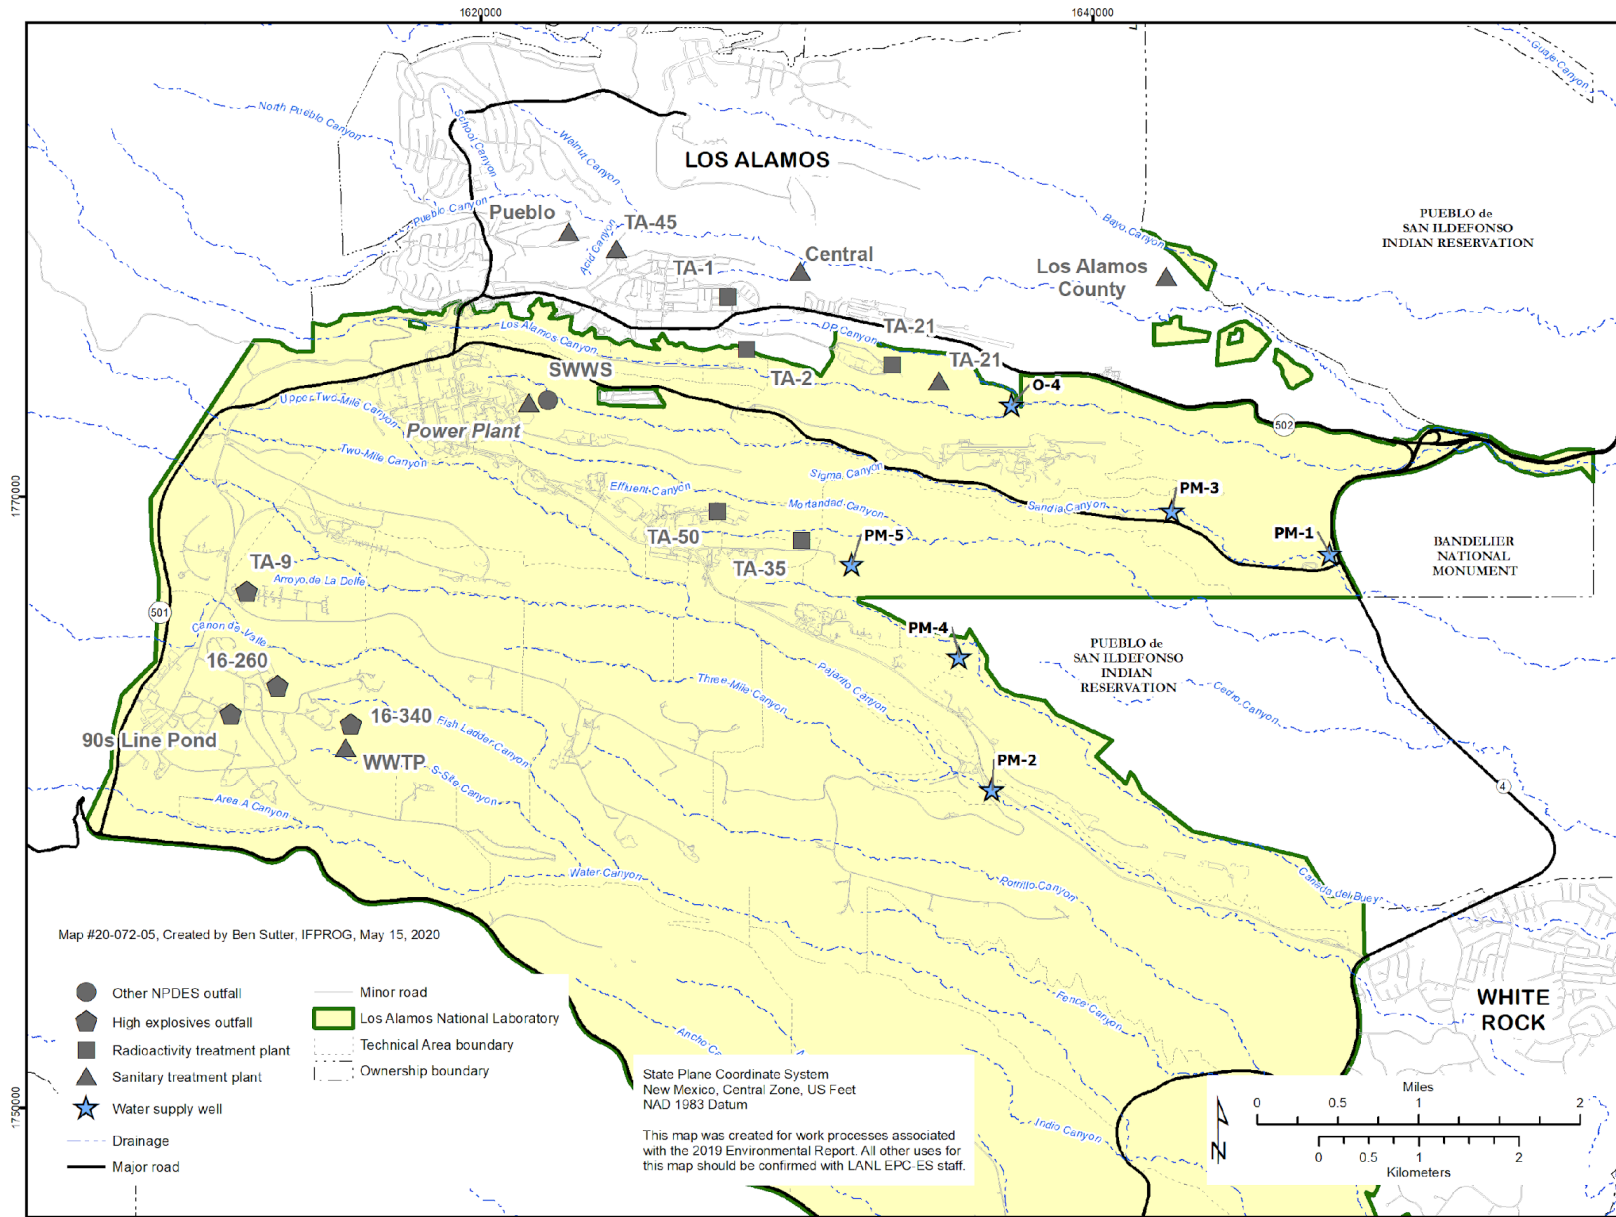 1620000
1640000
Guaje Canyon
North Pueblo Canyon
School Canyon
Walnut Canyon
LOS ALAMOS
Pueblo Canyon
Pueblo
TA-45
Acid Canyon
Bayo Canyon
PUEBLO de
SAN ILDEFONSO
INDIAN RESERVATION
Central
TA-1
Los Alamos
County
Los Alamos Canyon
DP Canyon
TA-21
TA-21
SWWS
TA-2
O-4
Upper Two-Mile Canyon
Power Plant
502
Two-Mile Canyon
Sigma Canyon
Effluent Canyon
Mortandad Canyon
Sandia Canyon
PM-3
1770000
TA-50
PM-5
PM-1
TA-35
BANDELIER
NATIONAL
MONUMENT
TA-9
Arroyo de La Delfe
501
Canon de Valle
PM-4
PUEBLO de
SAN ILDEFONSO
INDIAN
RESERVATION
16-260
Pajarito Canyon
Three-Mile Canyon
Cedro Canyon
16-340
Fish Ladder Canyon
90s Line Pond
WWTP
S-Site Canyon
PM-2
4
Area A Canyon
Water Canyon
Potrillo Canyon
Canada del Buey
Map #20-072-05, Created by Ben Sutter, IFPROG, May 15, 2020
Fence Canyon
WHITE
ROCK
Ancho
Other NPDES outfall
High explosives outfall
Radioactivity treatment plant
Sanitary treatment plant
Water supply well
Drainage
Major road
Minor road
Los Alamos National Laboratory
Technical Area boundary
Ownership boundary
1750000
State Plane Coordinate System
New Mexico, Central Zone, US Feet
NAD 1983 Datum
This map was created for work processes associated
with the 2019 Environmental Report. All other uses for
this map should be confirmed with LANL EPC-ES staff.
Indio Canyon
N
Miles
0 0.5 1 2
0 0.5 1 2
Kilometers